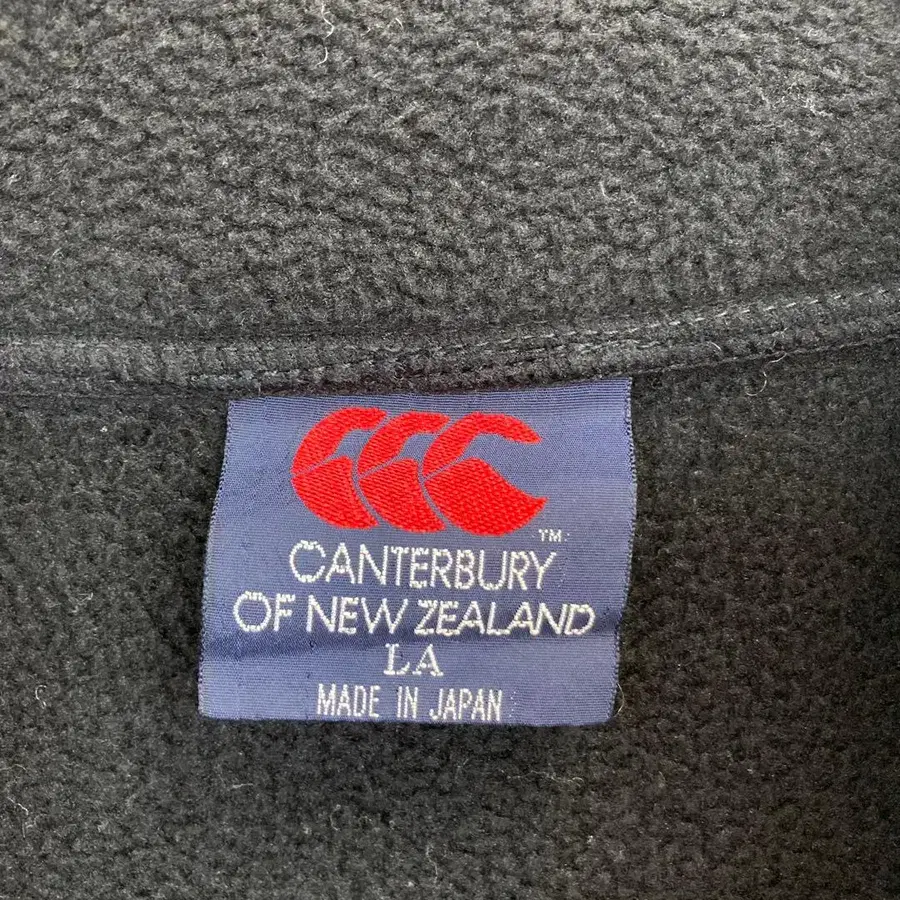 TM
CANTERBURY
OF NEW ZEALAND
LA
MADE IN JAPAN